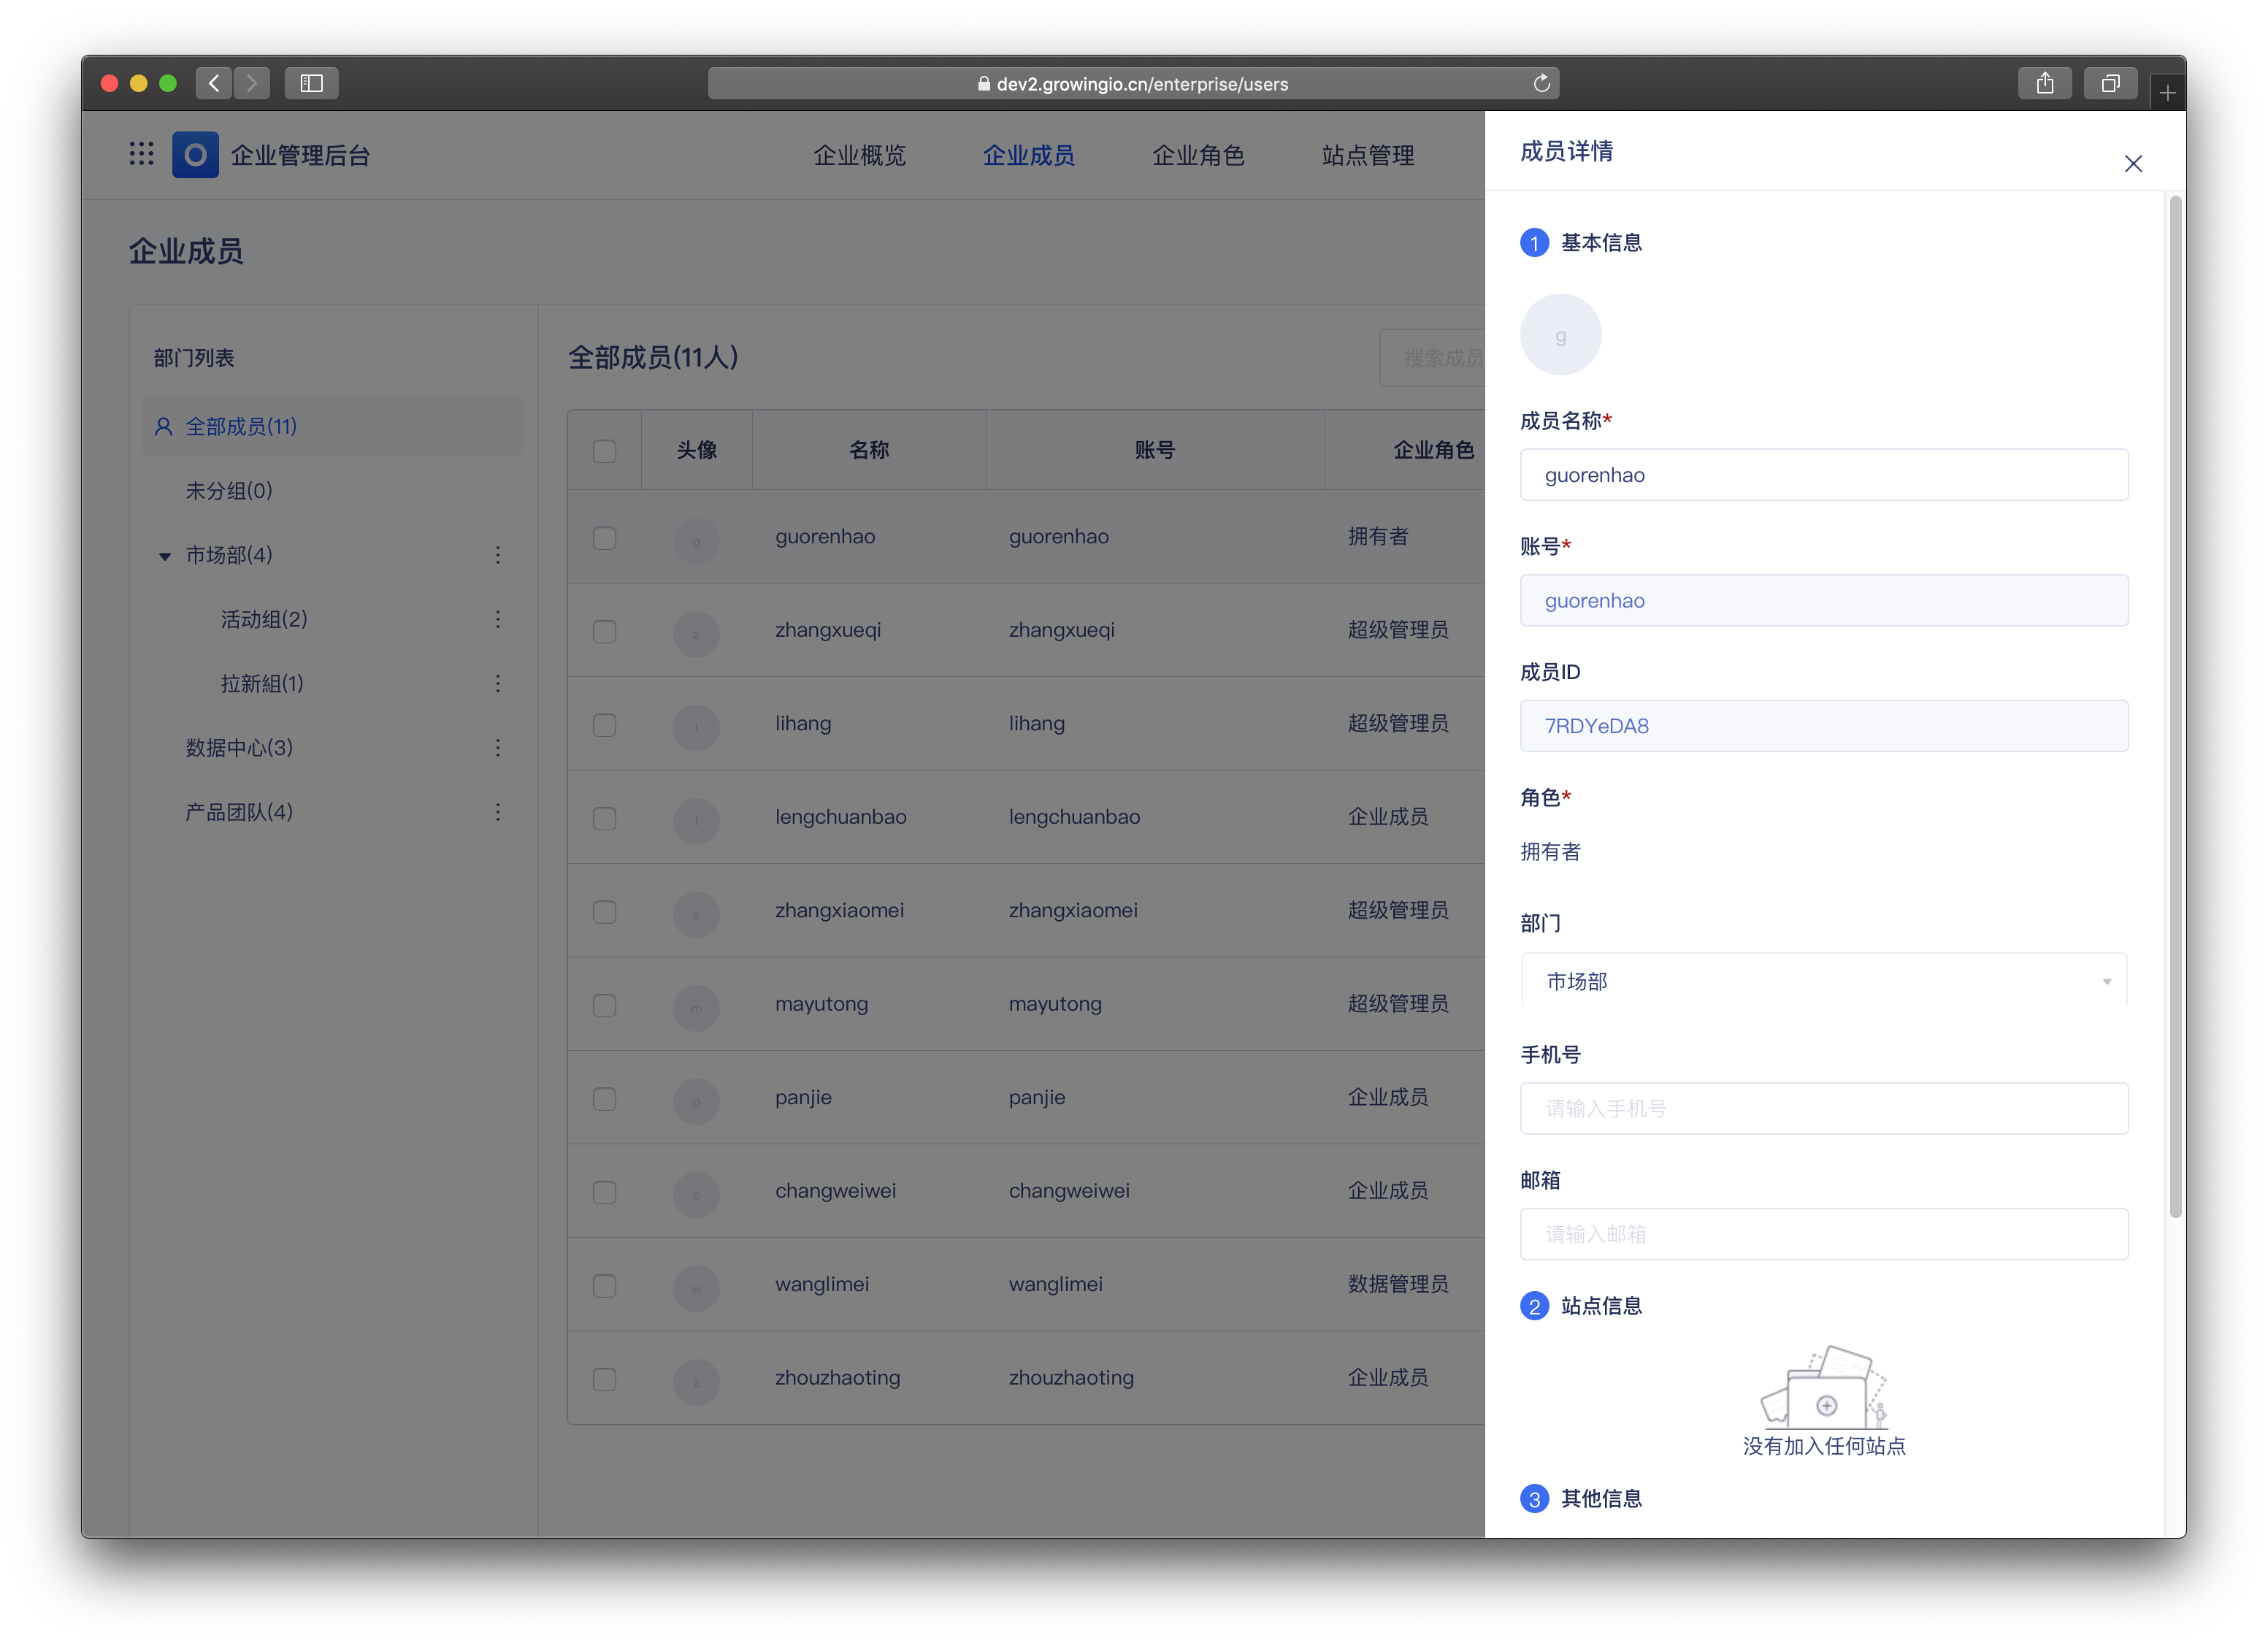 dev2.growingio.cn/enterprise/users
企业管理后台
企业概览
企业成员
企业角色
站点管理
企业成员
部门列表
全部成员(11)
未分组(0)
市场部(4)
活动组(2)
拉新組(1)
数据中心(3)
产品团队(4)
全部成员(11人)
搜索成员
头像 名称 账号 企业角色
g guorenhao guorenhao 拥有者
z zhangxueqi zhangxueqi 超级管理员
l lihang lihang 超级管理员
l lengchuanbao lengchuanbao 企业成员
z zhangxiaomei zhangxiaomei 超级管理员
m mayutong mayutong 超级管理员
p panjie panjie 企业成员
c changweiwei changweiwei 企业成员
w wanglimei wanglimei 数据管理员
z zhouzhaoting zhouzhaoting 企业成员
成员详情
1 基本信息
g
成员名称*
guorenhao
账号*
guorenhao
成员ID
7RDYeDA8
角色*
拥有者
部门
市场部
手机号
请输入手机号
邮箱
请输入邮箱
2 站点信息
没有加入任何站点
3 其他信息